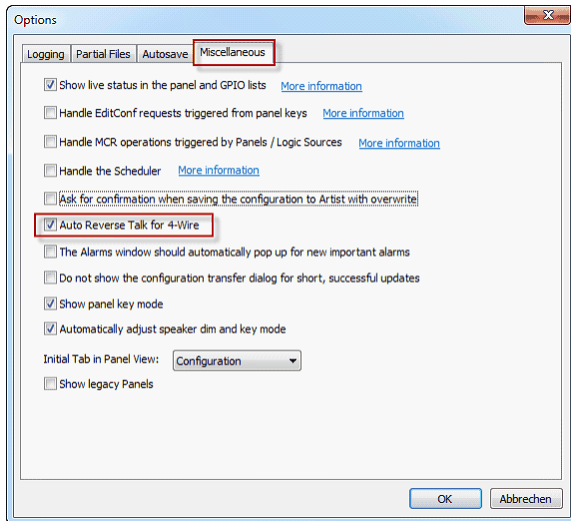 Options
Logging
Partial Files
Autosave
Miscellaneous
Show live status in the panel and GPIO lists More information
Handle EditConf requests triggered from panel keys More information
Handle MCR operations triggered by Panels / Logic Sources More information
Handle the Scheduler More information
Ask for confirmation when saving the configuration to Artist with overwrite
Auto Reverse Talk for 4-Wire
The Alarms window should automatically pop up for new important alarms
Do not show the configuration transfer dialog for short, successful updates
Show panel key mode
Automatically adjust speaker dim and key mode
Initial Tab in Panel View: Configuration
Show legacy Panels
OK
Abbrechen